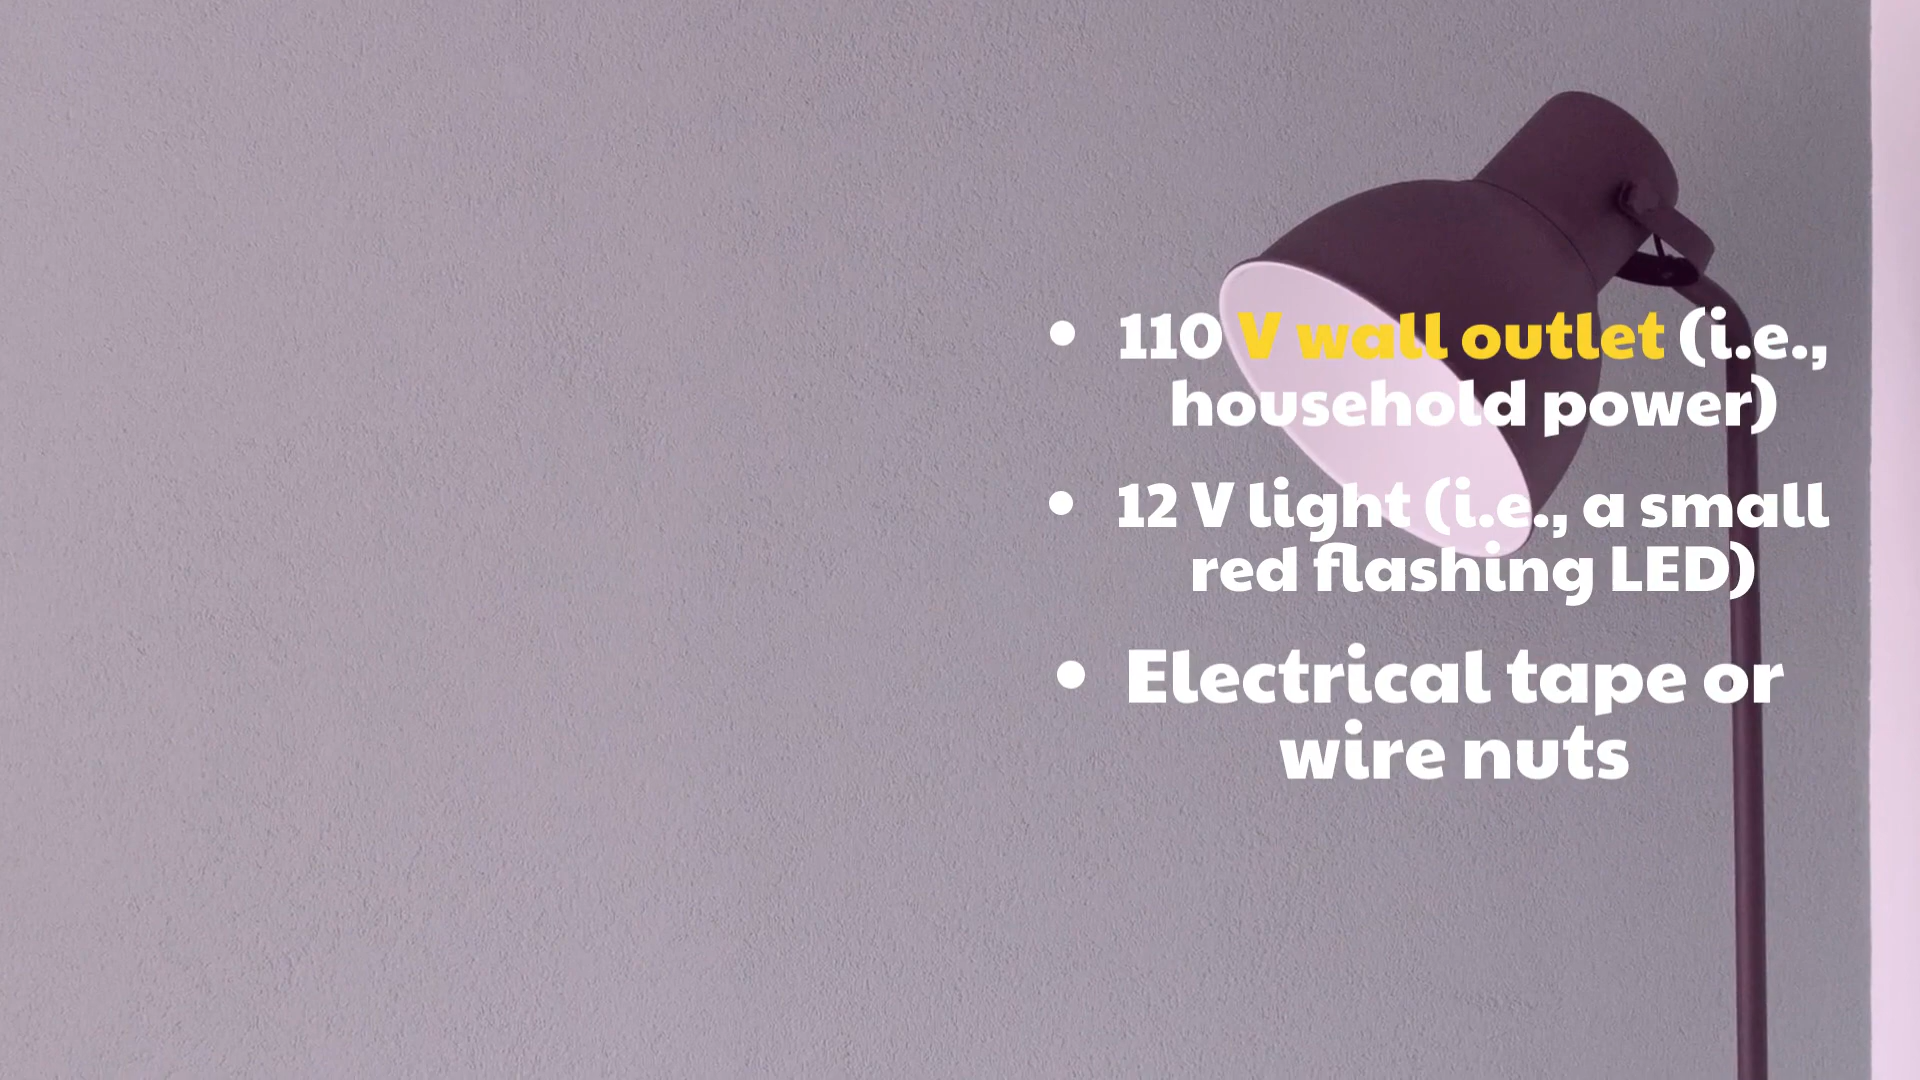 • 110 V wall outlet (i.e.,
household power)
• 12 V light (i.e., a small
red flashing LED)
• Electrical tape or
wire nuts